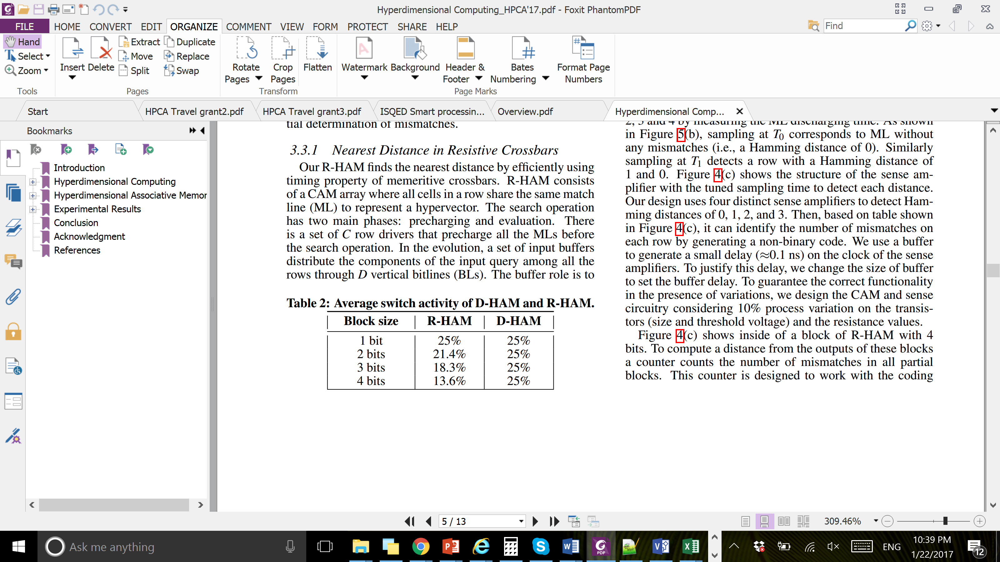 Hyperdimensional Computing_HPCA'17.pdf - Foxit PhantomPDF
FILE HOME CONVERT EDIT ORGANIZE COMMENT VIEW FORM PROTECT SHARE HELP
Find
Hand
Select
Zoom
Tools
Insert
Delete
Extract
Move
Split
Duplicate
Replace
Swap
Pages
Rotate Pages
Crop Pages
Flatten
Transform
Watermark
Background
Header & Footer
Bates Numbering
Format Page Numbers
Page Marks
Start
HPCA Travel grant2.pdf
HPCA Travel grant3.pdf
ISQED Smart processin...
Overview.pdf
Hyperdimensional Comp...
Bookmarks
Introduction
Hyperdimensional Computing
Hyperdimensional Associative Memor
Experimental Results
Conclusion
Acknowledgment
References
tial determination of mismatches.
3.3.1 Nearest Distance in Resistive Crossbars
Our R-HAM finds the nearest distance by efficiently using
timing property of memeritive crossbars. R-HAM consists
of a CAM array where all cells in a row share the same match
line (ML) to represent a hypervector. The search operation
has two main phases: precharging and evaluation. There
is a set of C row drivers that precharge all the MLs before
the search operation. In the evolution, a set of input buffers
distribute the components of the input query among all the
rows through D vertical bitlines (BLs). The buffer role is to
Table 2: Average switch activity of D-HAM and R-HAM.
Block size R-HAM D-HAM
1 bit 25% 25%
2 bits 21.4% 25%
3 bits 18.3% 25%
4 bits 13.6% 25%
2, 3 and 4 by measuring the ML discharging time. As shown
in Figure 5(b), sampling at T0 corresponds to ML without
any mismatches (i.e., a Hamming distance of 0). Similarly
sampling at T1 detects a row with a Hamming distance of
1 and 0. Figure 4(c) shows the structure of the sense am-
plifier with the tuned sampling time to detect each distance.
Our design uses four distinct sense amplifiers to detect Ham-
ming distances of 0, 1, 2, and 3. Then, based on table shown
in Figure 4(c), it can identify the number of mismatches on
each row by generating a non-binary code. We use a buffer
to generate a small delay (≈0.1 ns) on the clock of the sense
amplifiers. To justify this delay, we change the size of buffer
to set the buffer delay. To guarantee the correct functionality
in the presence of variations, we design the CAM and sense
circuitry considering 10% process variation on the transis-
tors (size and threshold voltage) and the resistance values.
Figure 4(c) shows inside of a block of R-HAM with 4
bits. To compute a distance from the outputs of these blocks
a counter counts the number of mismatches in all partial
blocks. This counter is designed to work with the coding
5 / 13
309.46%
Ask me anything
ENG
10:39 PM
1/22/2017
12